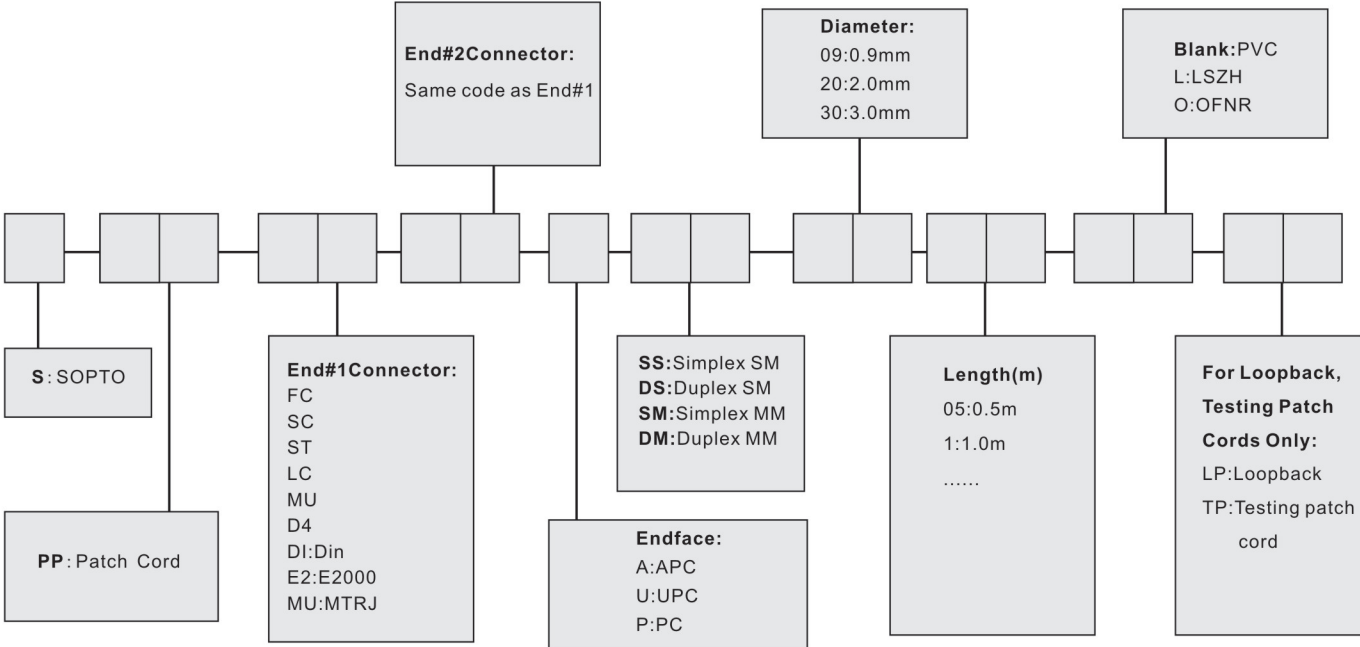 End#2Connector:
Same code as End#1
Diameter:
09:0.9mm
20:2.0mm
30:3.0mm
Blank:PVC
L:LSZH
O:OFNR
S: SOPTO
PP: Patch Cord
End#1Connector:
FC
SC
ST
LC
MU
D4
DI:Din
E2:E2000
MU:MTRJ
Endface:
A:APC
U:UPC
P:PC
SS:Simplex SM
DS:Duplex SM
SM:Simplex MM
DM:Duplex MM
Length(m)
05:0.5m
1:1.0m
......
For Loopback,
Testing Patch
Cords Only:
LP:Loopback
TP:Testing patch
cord